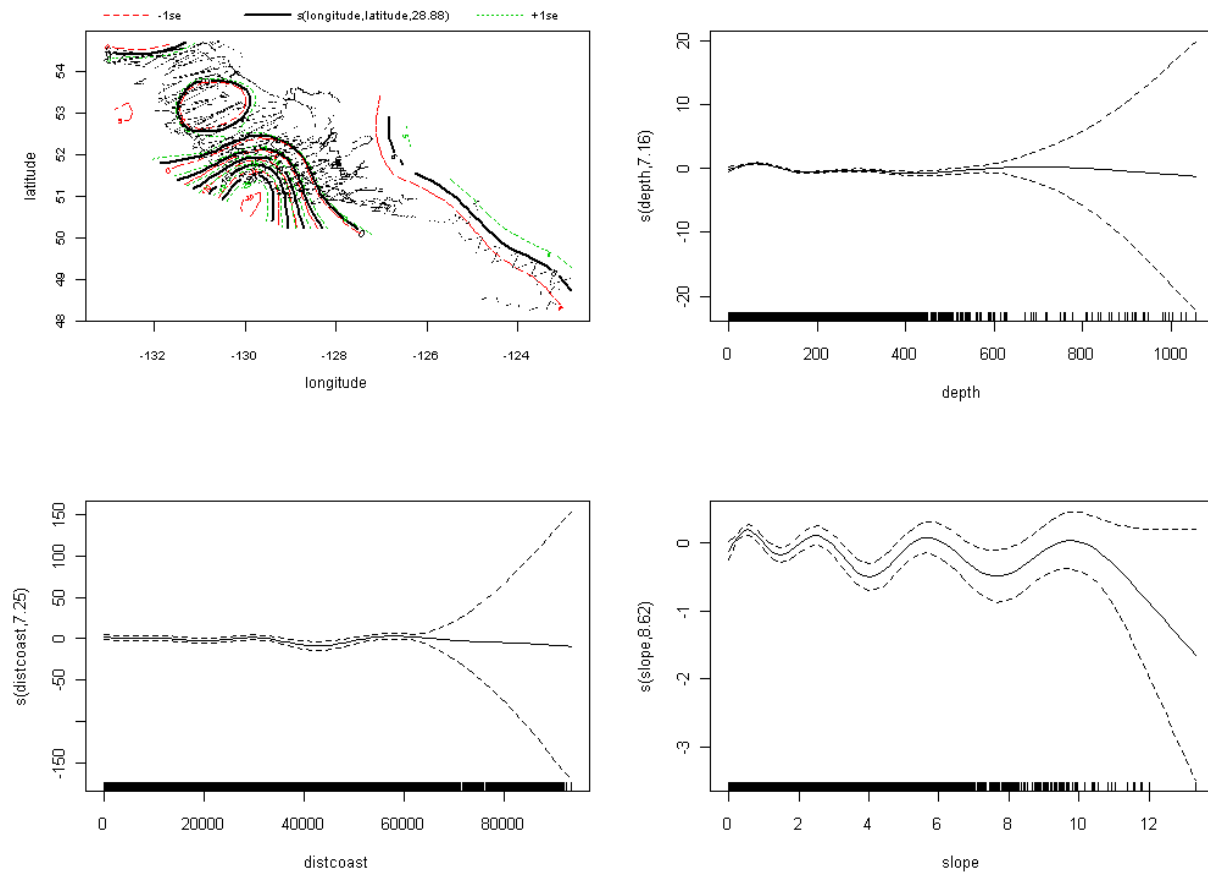 -1se s(longitude,latitude,28.88) +1se
latitude
54
53
52
51
50
49
48
-132 -130 -128 -126 -124
longitude
s(depth,7.16)
20
10
0
-10
-20
0 200 400 600 800 1000
depth
s(distcoast,7.25)
150
100
50
0
-50
-150
0 20000 40000 60000 80000
distcoast
s(slope,8.62)
0
-1
-2
-3
0 2 4 6 8 10 12
slope